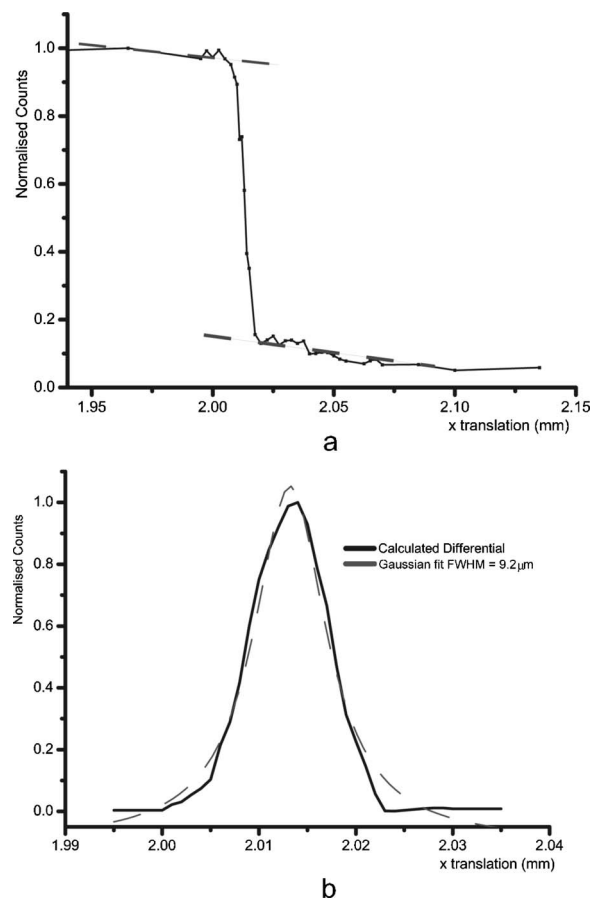 Normalised Counts
1.0
0.8
0.6
0.4
0.2
0.0
1.95 2.00 2.05 2.10 2.15
x translation (mm)
a
Normalised Counts
1.0
0.8
0.6
0.4
0.2
0.0
Calculated Differential
Gaussian fit FWHM = 9.2μm
1.99 2.00 2.01 2.02 2.03 2.04
x translation (mm)
b